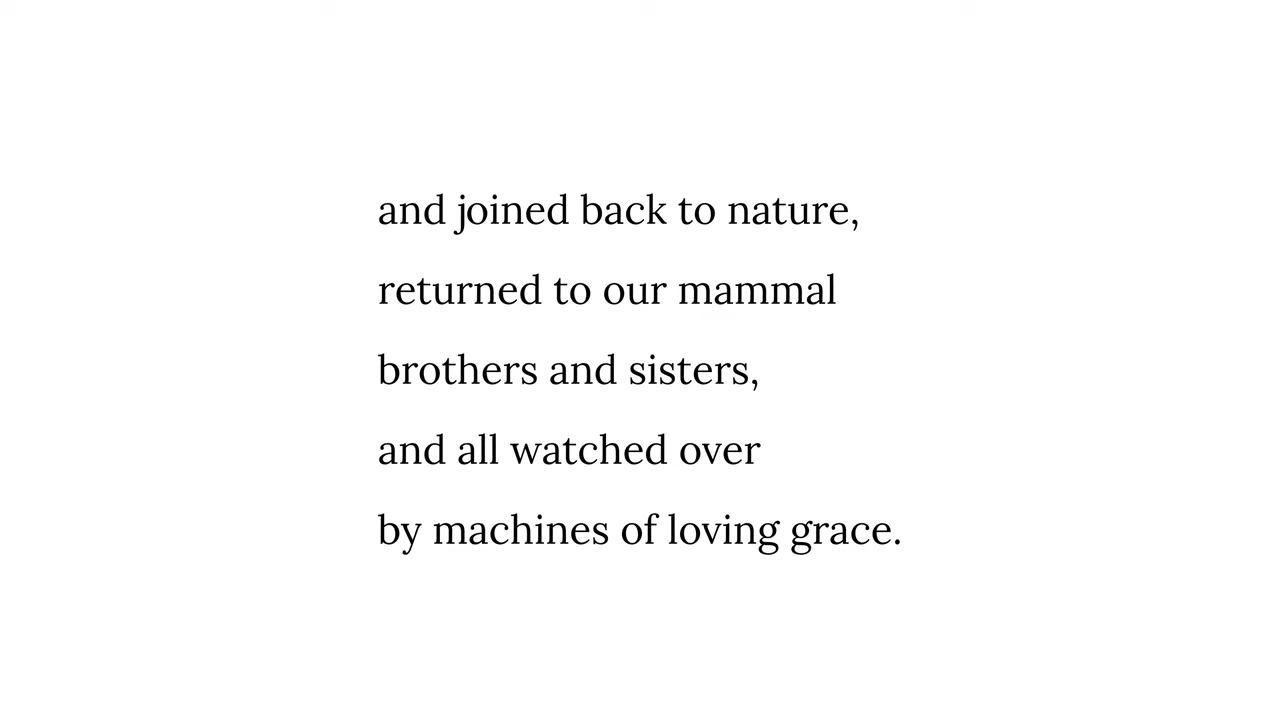 and joined back to nature,
returned to our mammal
brothers and sisters,
and all watched over
by machines of loving grace.